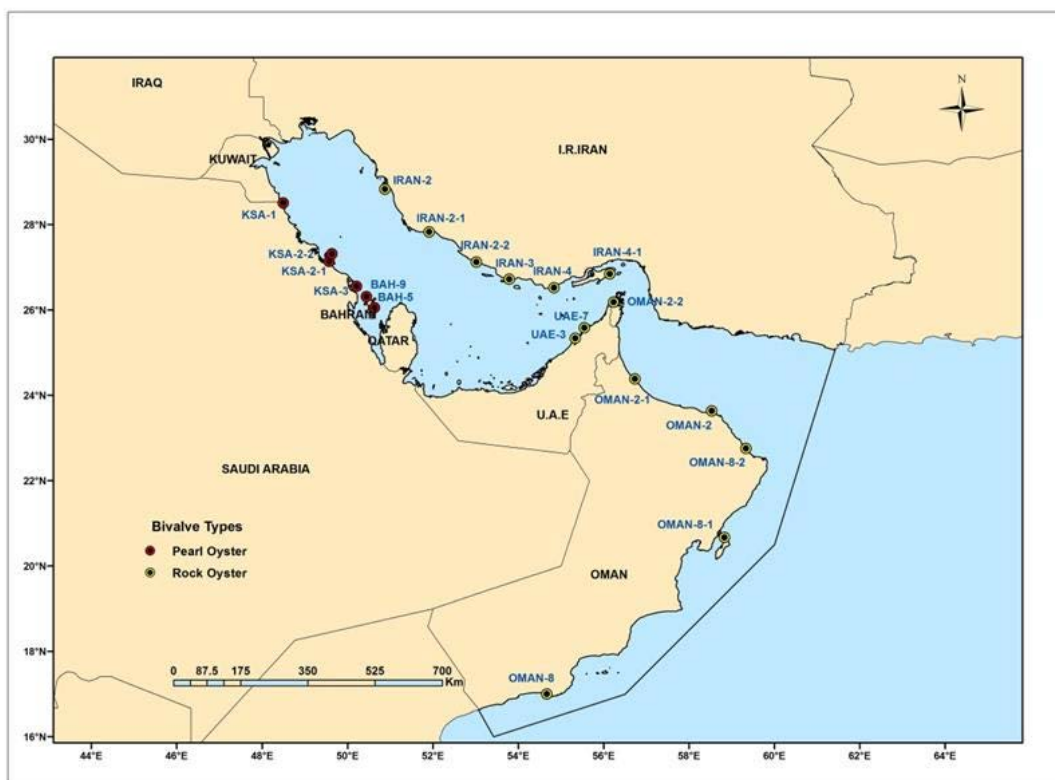 N
IRAQ
30°N
KUWAIT
I.R.IRAN
IRAN-2
28°N
KSA-1
IRAN-2-1
IRAN-2-2
IRAN-4-1
KSA-2-2
KSA-2-1
IRAN-3
IRAN-4
KSA-3
BAH-9
BAH-5
OMAN-2-2
26°N
BAHRAIN
UAE-7
QATAR
UAE-3
24°N
OMAN-2-1
U.A.E
OMAN-2
OMAN-8-2
SAUDI ARABIA
22°N
OMAN-8-1
Bivalve Types
Pearl Oyster
Rock Oyster
20°N
OMAN
18°N
0 87.5 175 350 525 700
Km
OMAN-8
16°N
44°E 46°E 48°E 50°E 52°E 54°E 56°E 58°E 60°E 62°E 64°E